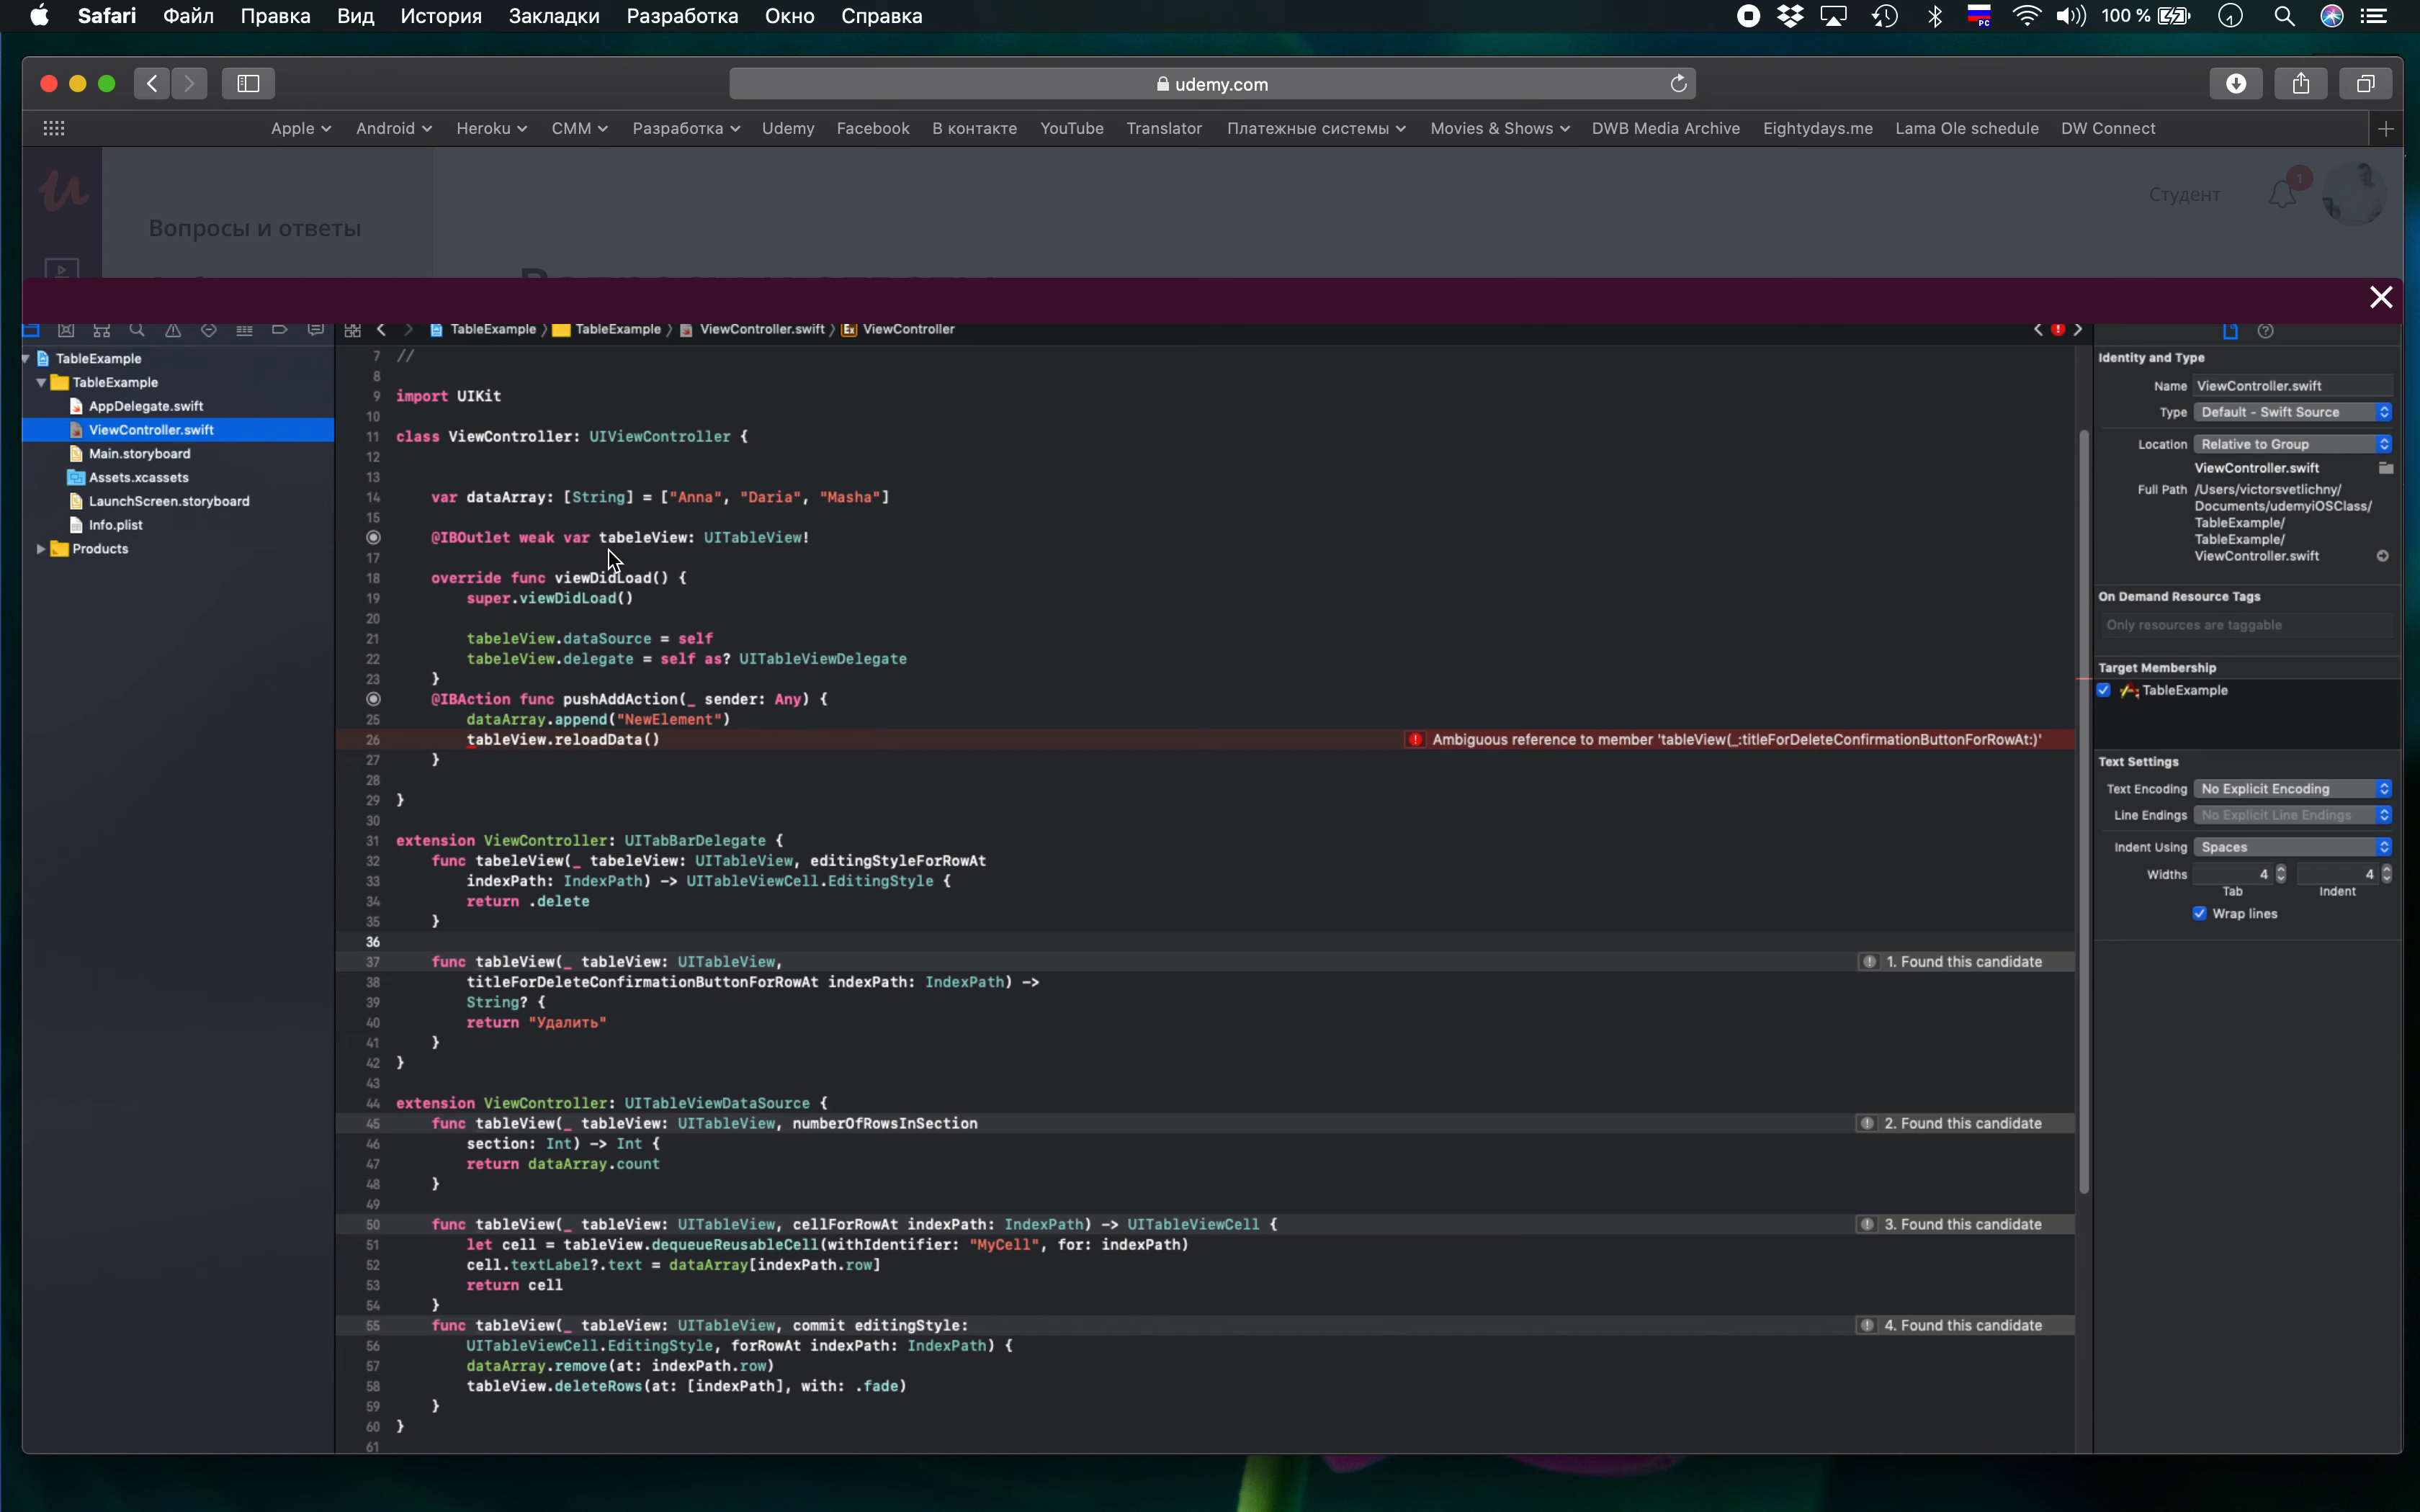 Safari Файл Правка Вид История Закладки Разработка Окно Справка
РС
100 %
udemy.com
Apple Android Heroku СММ Разработка Udemy Facebook В контакте YouTube Translator Платежные системы Movies & Shows DWB Media Archive Eightydays.me Lama Ole schedule DW Connect
Студент
1
Вопросы и ответы
TableExample TableExample ViewController.swift Ex ViewController
TableExample
TableExample
AppDelegate.swift
ViewController.swift
Main.storyboard
Assets.xcassets
LaunchScreen.storyboard
Info.plist
Products
7 //
8
9 import UIKit
10
11 class ViewController: UIViewController {
12
13
14 var dataArray: [String] = ["Anna", "Daria", "Masha"]
15
@IBOutlet weak var tabeleView: UITableView!
17
18 override func viewDidLoad() {
19 super.viewDidLoad()
20
21 tabeleView.dataSource = self
22 tabeleView.delegate = self as? UITableViewDelegate
23 }
@IBAction func pushAddAction(_ sender: Any) {
25 dataArray.append("NewElement")
26 tableView.reloadData() Ambiguous reference to member 'tableView(_:titleForDeleteConfirmationButtonForRowAt:)'
27 }
28
29 }
30
31 extension ViewController: UITabBarDelegate {
32 func tabeleView(_ tabeleView: UITableView, editingStyleForRowAt
33 indexPath: IndexPath) -> UITableViewCell.EditingStyle {
34 return .delete
35 }
36
37 func tableView(_ tableView: UITableView, 1. Found this candidate
38 titleForDeleteConfirmationButtonForRowAt indexPath: IndexPath) ->
39 String? {
40 return "Удалить"
41 }
42 }
43
44 extension ViewController: UITableViewDataSource {
45 func tableView(_ tableView: UITableView, numberOfRowsInSection 2. Found this candidate
46 section: Int) -> Int {
47 return dataArray.count
48 }
49
50 func tableView(_ tableView: UITableView, cellForRowAt indexPath: IndexPath) -> UITableViewCell { 3. Found this candidate
51 let cell = tableView.dequeueReusableCell(withIdentifier: "MyCell", for: indexPath)
52 cell.textLabel?.text = dataArray[indexPath.row]
53 return cell
54 }
55 func tableView(_ tableView: UITableView, commit editingStyle: 4. Found this candidate
56 UITableViewCell.EditingStyle, forRowAt indexPath: IndexPath) {
57 dataArray.remove(at: indexPath.row)
58 tableView.deleteRows(at: [indexPath], with: .fade)
59 }
60 }
61
Identity and Type
Name ViewController.swift
Type Default - Swift Source
Location Relative to Group
ViewController.swift
Full Path /Users/victorsvetlichny/
Documents/udemyiOSClass/
TableExample/
TableExample/
ViewController.swift
On Demand Resource Tags
Only resources are taggable
Target Membership
TableExample
Text Settings
Text Encoding No Explicit Encoding
Line Endings No Explicit Line Endings
Indent Using Spaces
Widths 4 4
Tab Indent
Wrap lines